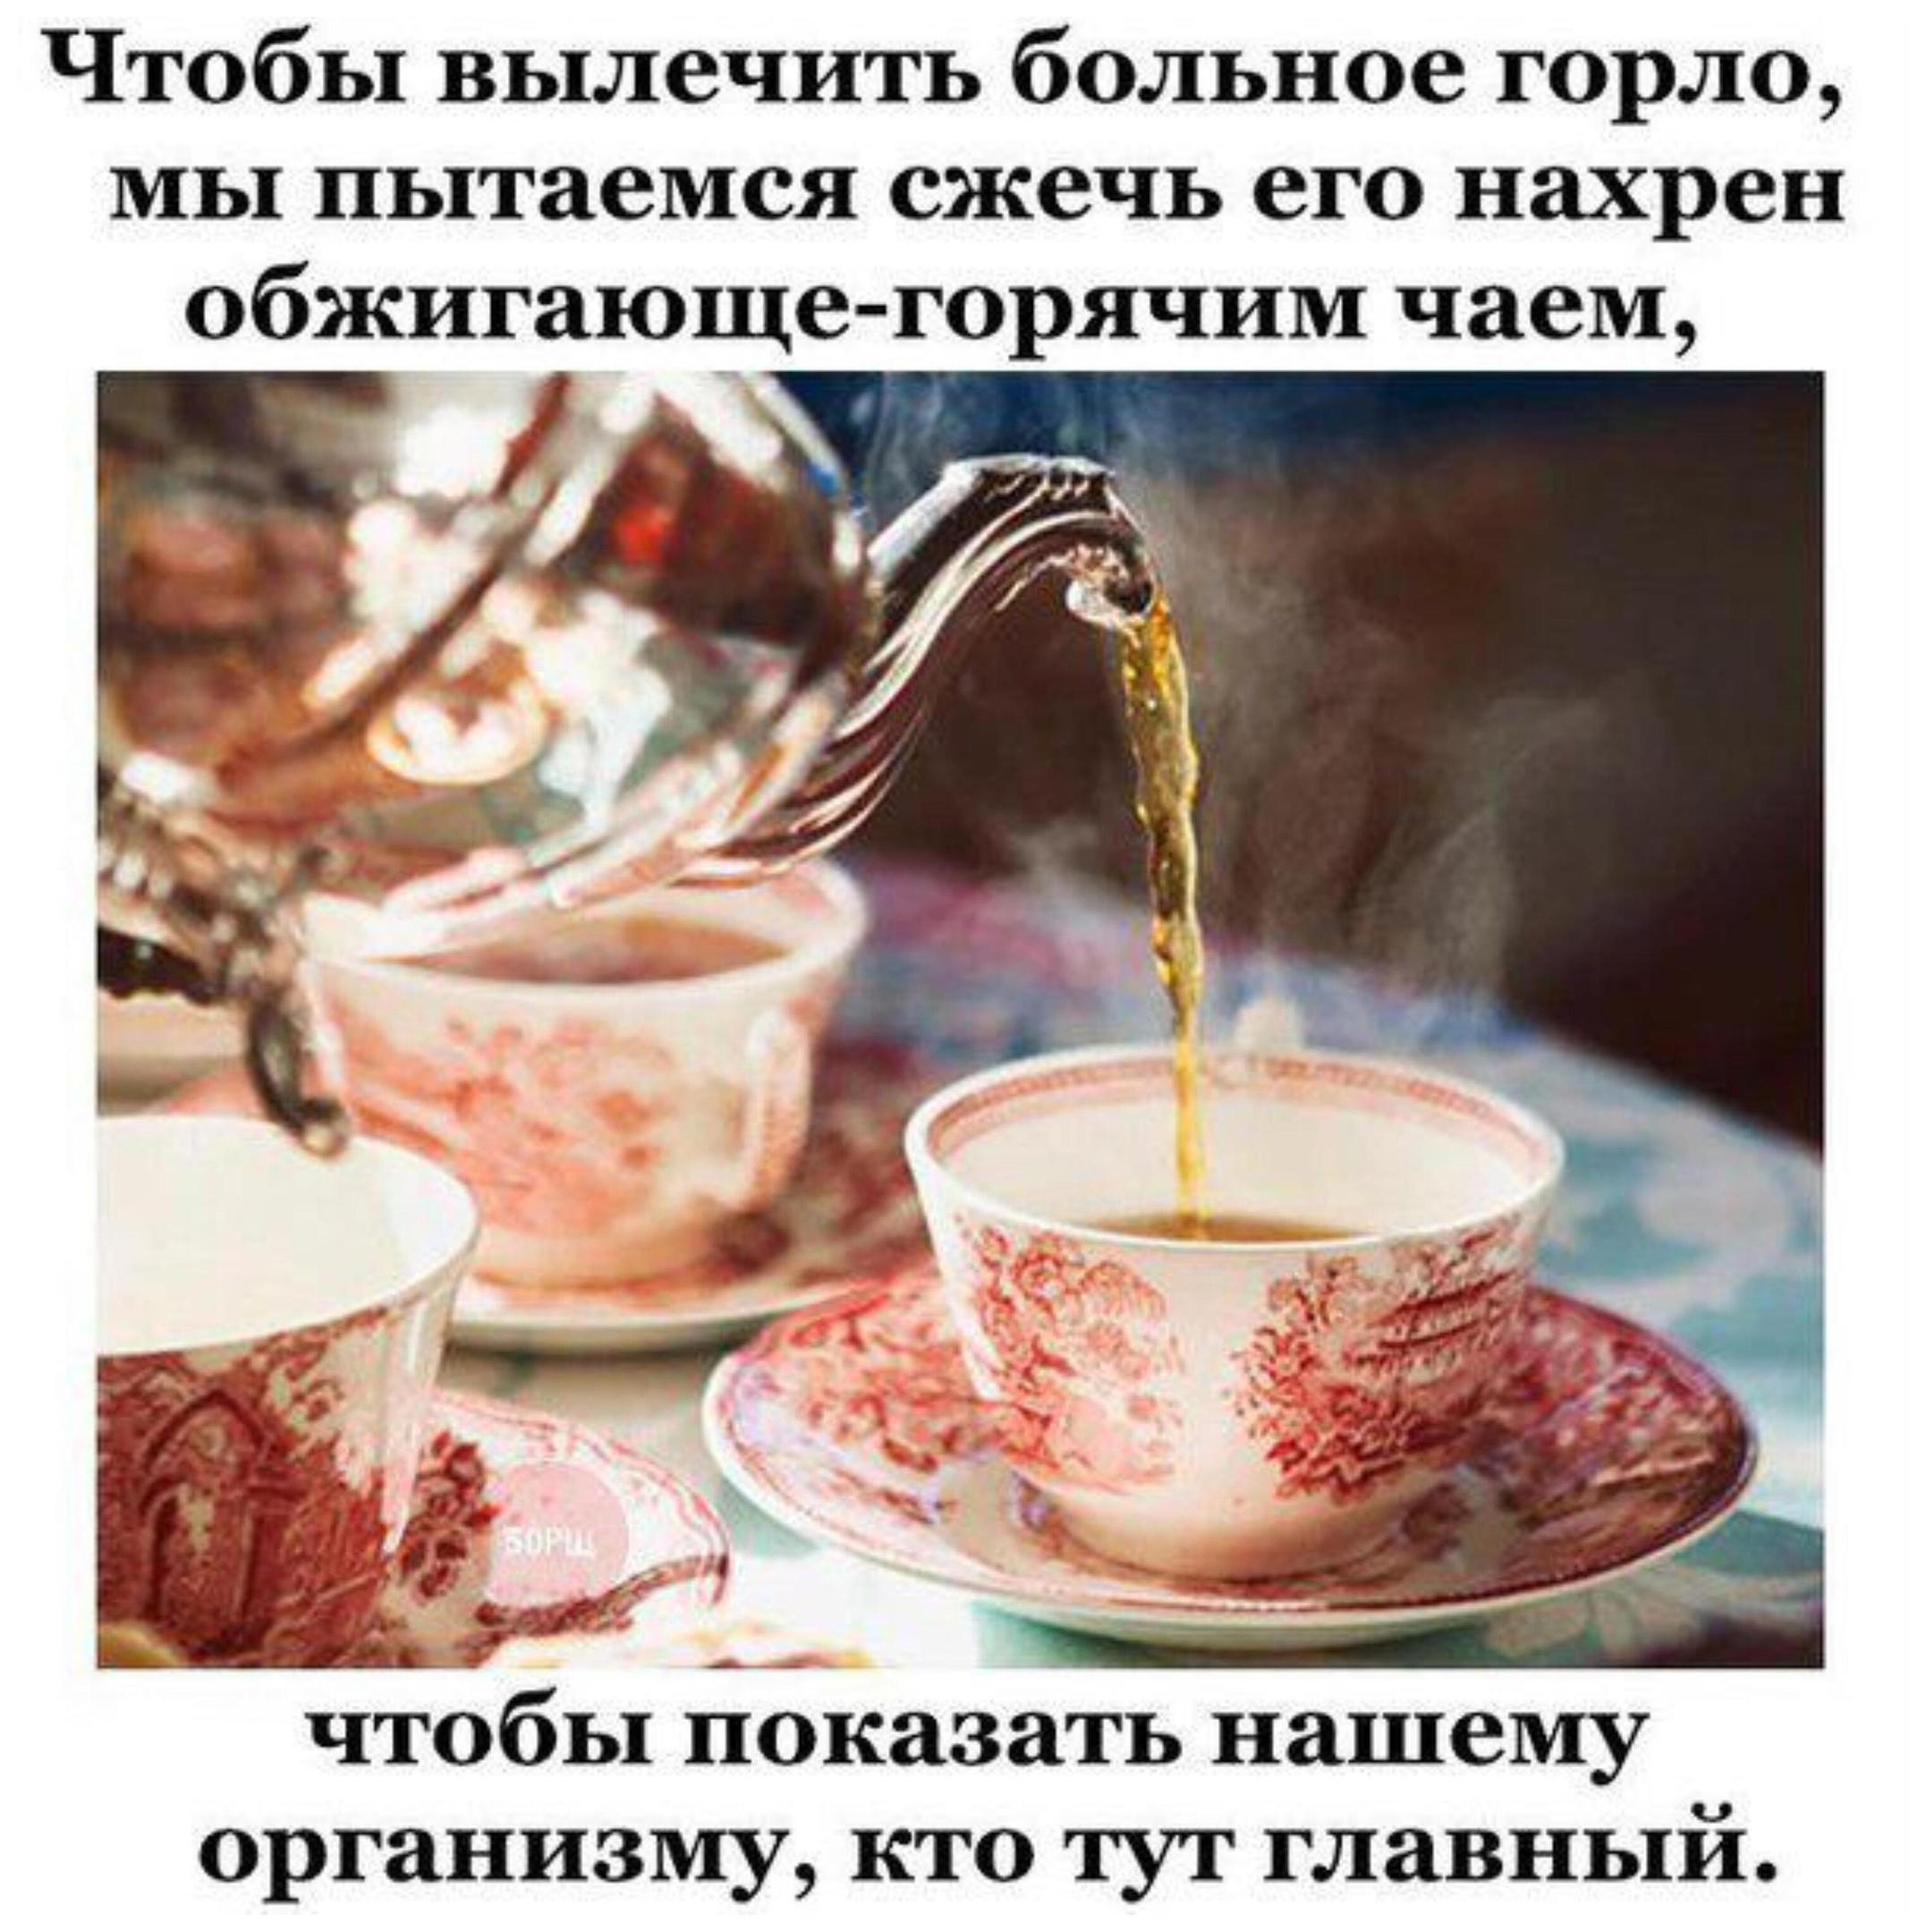 Чтобы вылечить больное горло,
мы пытаемся сжечь его нахрен
обжигающе-горячим чаем,
БОРЩ
чтобы показать нашему
организму, кто тут главный.